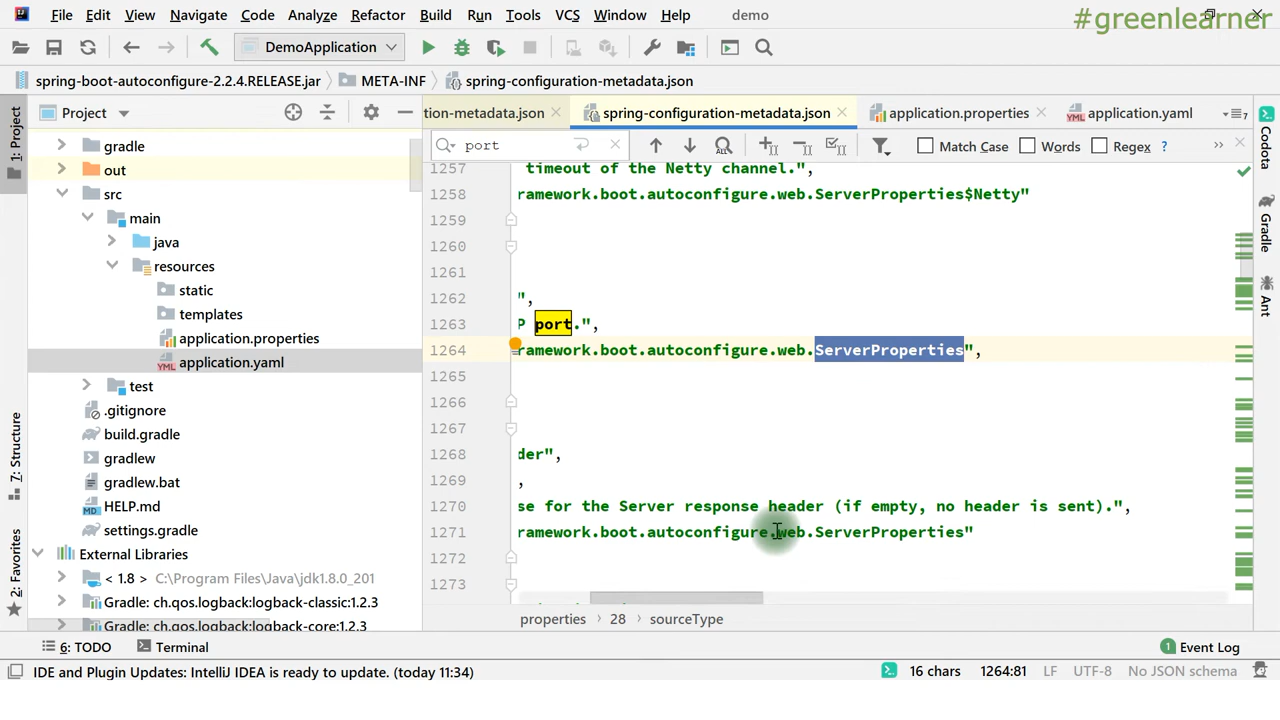 File Edit View Navigate Code Analyze Refactor Build Run Tools VCS Window Help demo
#greenlearner
DemoApplication
spring-boot-autoconfigure-2.2.4.RELEASE.jar META-INF spring-configuration-metadata.json
Project
tion-metadata.json spring-configuration-metadata.json application.properties application.yaml
port Match Case Words Regex ?
1: Project
7: Structure
2: Favorites
gradle
out
src
main
java
resources
static
templates
application.properties
application.yaml
test
.gitignore
build.gradle
gradlew
gradlew.bat
HELP.md
settings.gradle
External Libraries
< 1.8 > C:\Program Files\Java\jdk1.8.0_201
Gradle: ch.qos.logback:logback-classic:1.2.3
Gradle: ch.qos.logback:logback-core:1.2.3
1257 timeout of the Netty channel.",
1258 ramework.boot.autoconfigure.web.ServerProperties$Netty"
1259
1260
1261
1262 ",
1263 P port.",
1264 ramework.boot.autoconfigure.web.ServerProperties",
1265
1266
1267
1268 der",
1269 ,
1270 se for the Server response header (if empty, no header is sent).",
1271 ramework.boot.autoconfigure.web.ServerProperties"
1272
1273
Codota
Gradle
Ant
properties 28 sourceType
6: TODO Terminal 1 Event Log
IDE and Plugin Updates: IntelliJ IDEA is ready to update. (today 11:34) 16 chars 1264:81 LF UTF-8 No JSON schema